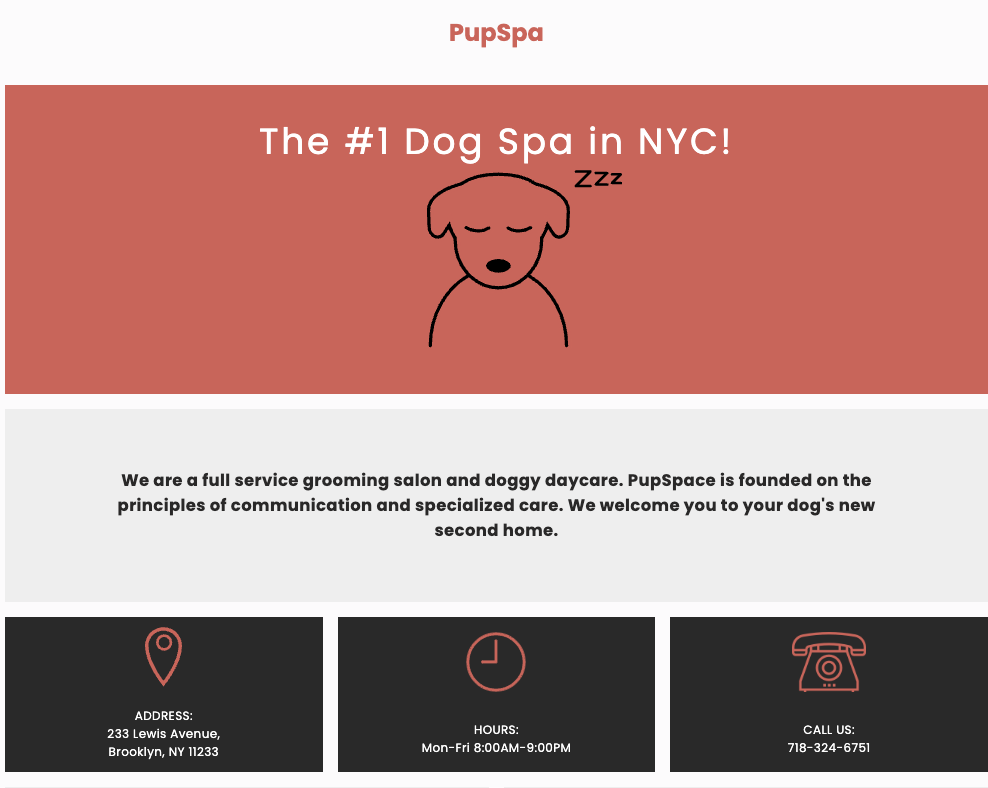 PupSpa
The #1 Dog Spa in NYC!
Zzz
We are a full service grooming salon and doggy daycare. PupSpace is founded on the
principles of communication and specialized care. We welcome you to your dog's new
second home.
ADDRESS:
233 Lewis Avenue,
Brooklyn, NY 11233
HOURS:
Mon-Fri 8:00AM-9:00PM
CALL US:
718-324-6751